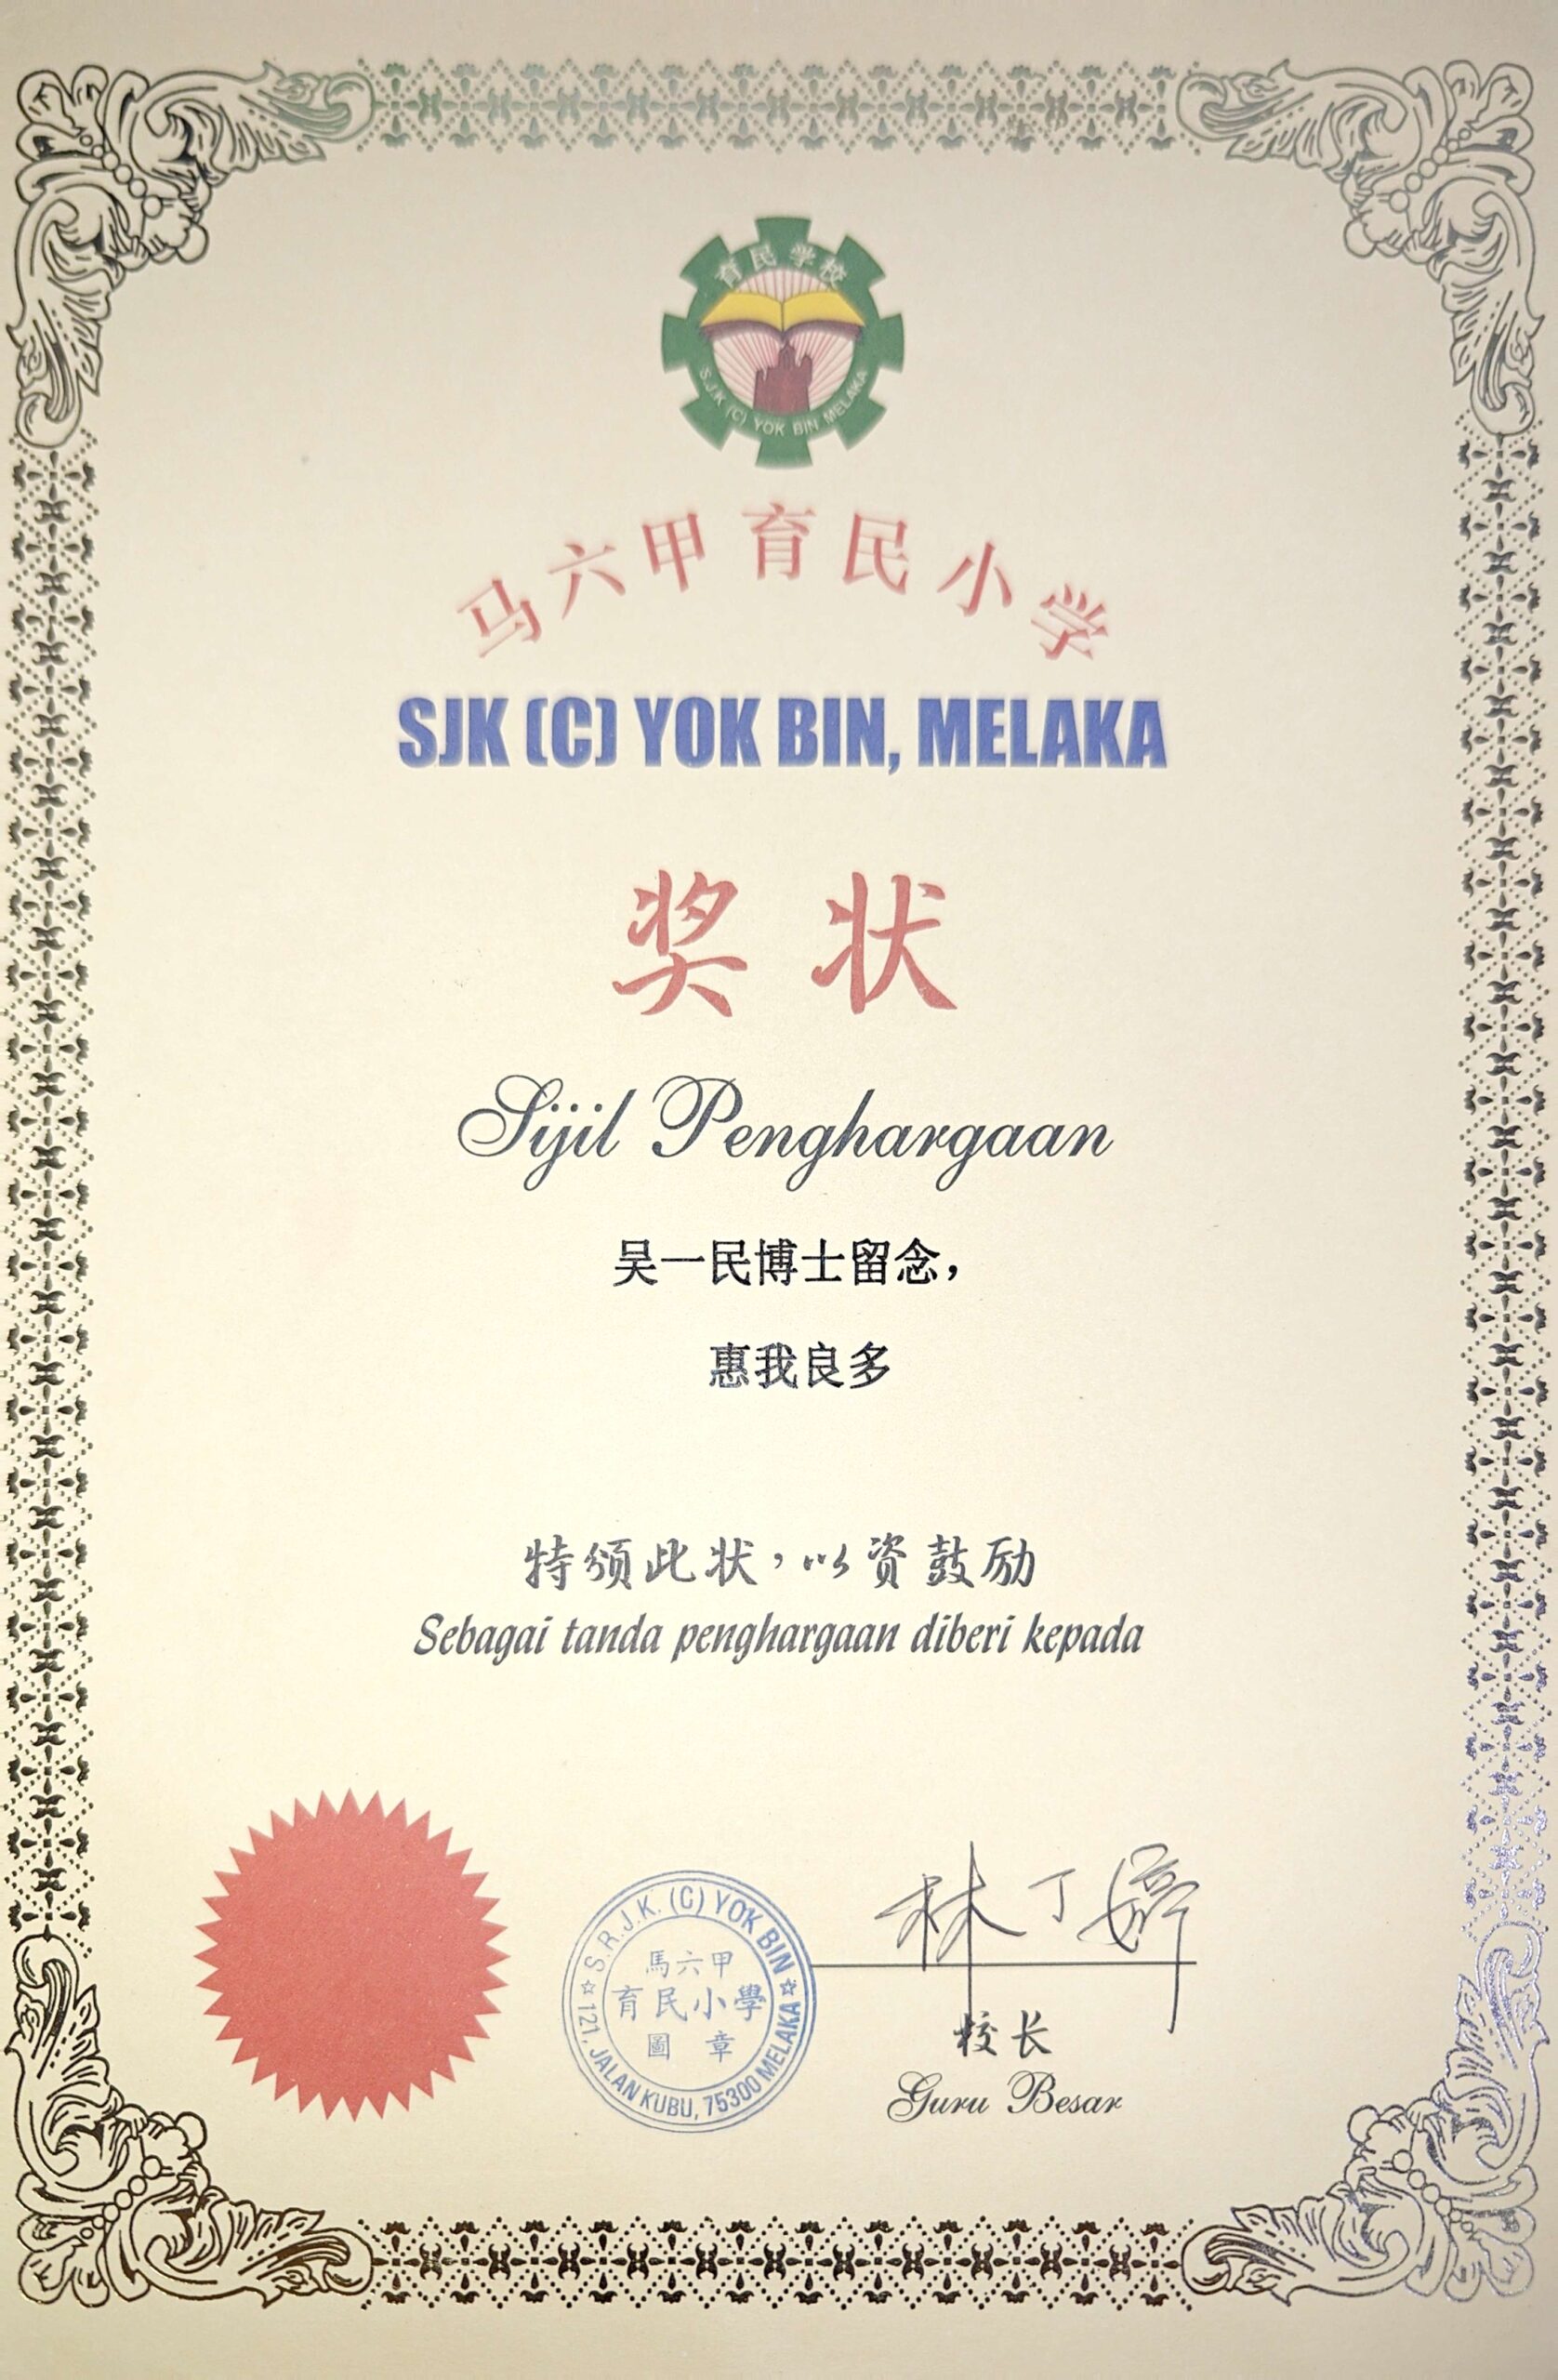 育民学校
S.J.K (C) YOK BIN MELAKA
马六甲育民小学
SJK (C) YOK BIN, MELAKA
奖状
Sijil Penghargaan
吴一民博士留念，
惠我良多
特颁此状，以资鼓励
Sebagai tanda penghargaan diberi kepada
S.R.J.K. (C) YOK BIN
馬六甲
育民小學
圖章
121, JALAN KUBU, 75300 MELAKA
林丁婷
校长
Guru Besar